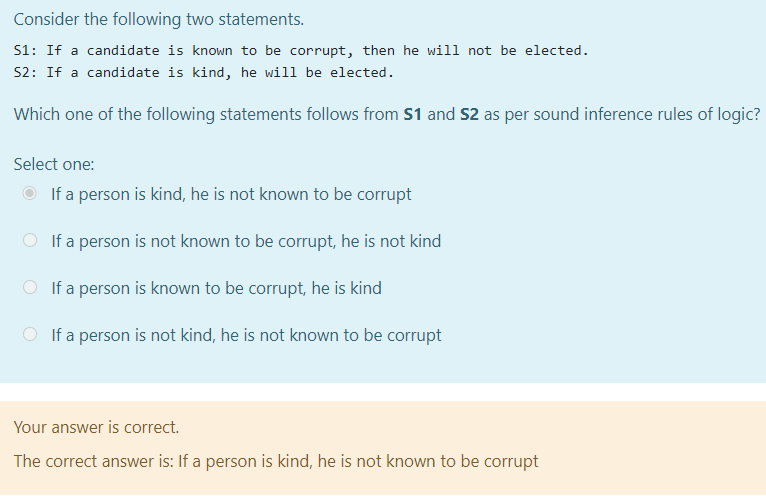 Consider the following two statements.
S1: If a candidate is known to be corrupt, then he will not be elected.
S2: If a candidate is kind, he will be elected.
Which one of the following statements follows from S1 and S2 as per sound inference rules of logic?
Select one:
If a person is kind, he is not known to be corrupt
If a person is not known to be corrupt, he is not kind
If a person is known to be corrupt, he is kind
If a person is not kind, he is not known to be corrupt
Your answer is correct.
The correct answer is: If a person is kind, he is not known to be corrupt